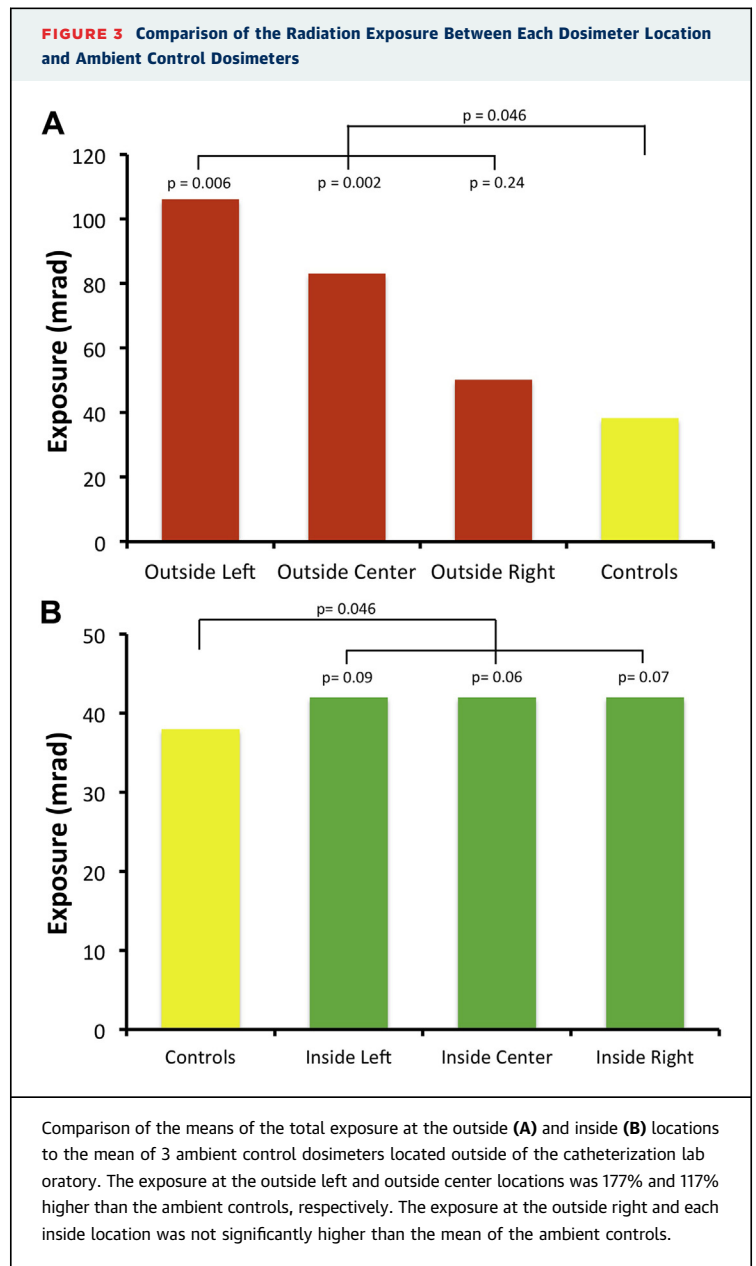 FIGURE 3 Comparison of the Radiation Exposure Between Each Dosimeter Location
and Ambient Control Dosimeters
A
p = 0.046
p = 0.006 p = 0.002 p = 0.24
120
100
80
60
40
20
0
Exposure (mrad)
Outside Left Outside Center Outside Right Controls
B
p= 0.046
p= 0.09 p= 0.06 p= 0.07
50
40
30
20
10
0
Exposure (mrad)
Controls Inside Left Inside Center Inside Right
Comparison of the means of the total exposure at the outside (A) and inside (B) locations
to the mean of 3 ambient control dosimeters located outside of the catheterization lab
oratory. The exposure at the outside left and outside center locations was 177% and 117%
higher than the ambient controls, respectively. The exposure at the outside right and each
inside location was not significantly higher than the mean of the ambient controls.